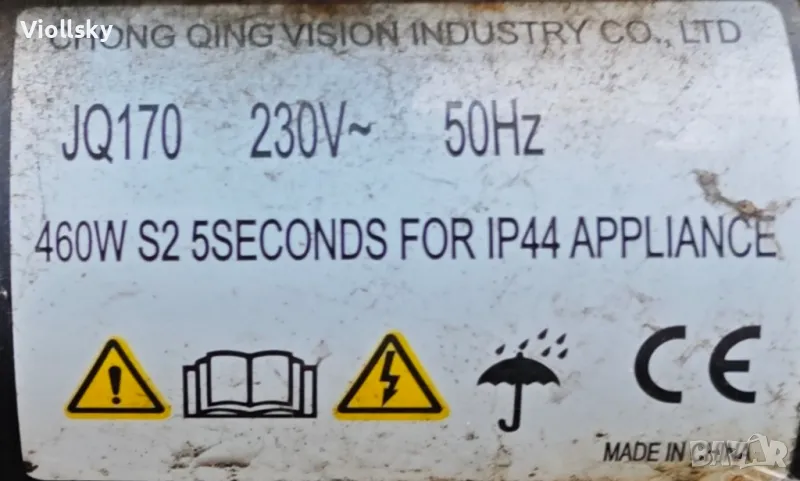 Viollsky
CHONG QING VISION INDUSTRY CO., LTD
JQ170 230V~ 50Hz
460W S2 5SECONDS FOR IP44 APPLIANCE
CE
MADE IN CHINA
BAZAR